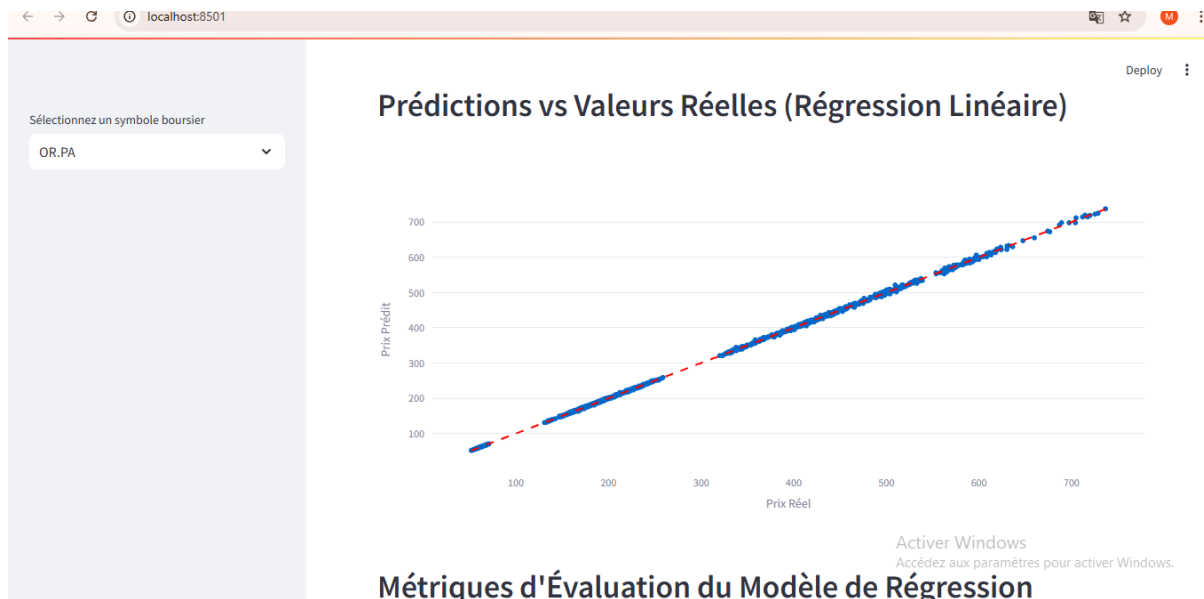 localhost:8501
M
Deploy
Prédictions vs Valeurs Réelles (Régression Linéaire)
Sélectionnez un symbole boursier
OR.PA
700
600
500
400
300
200
100
Prix Prédit
100 200 300 400 500 600 700
Prix Réel
Activer Windows
Accédez aux paramètres pour activer Windows.
Métriques d'Évaluation du Modèle de Régression